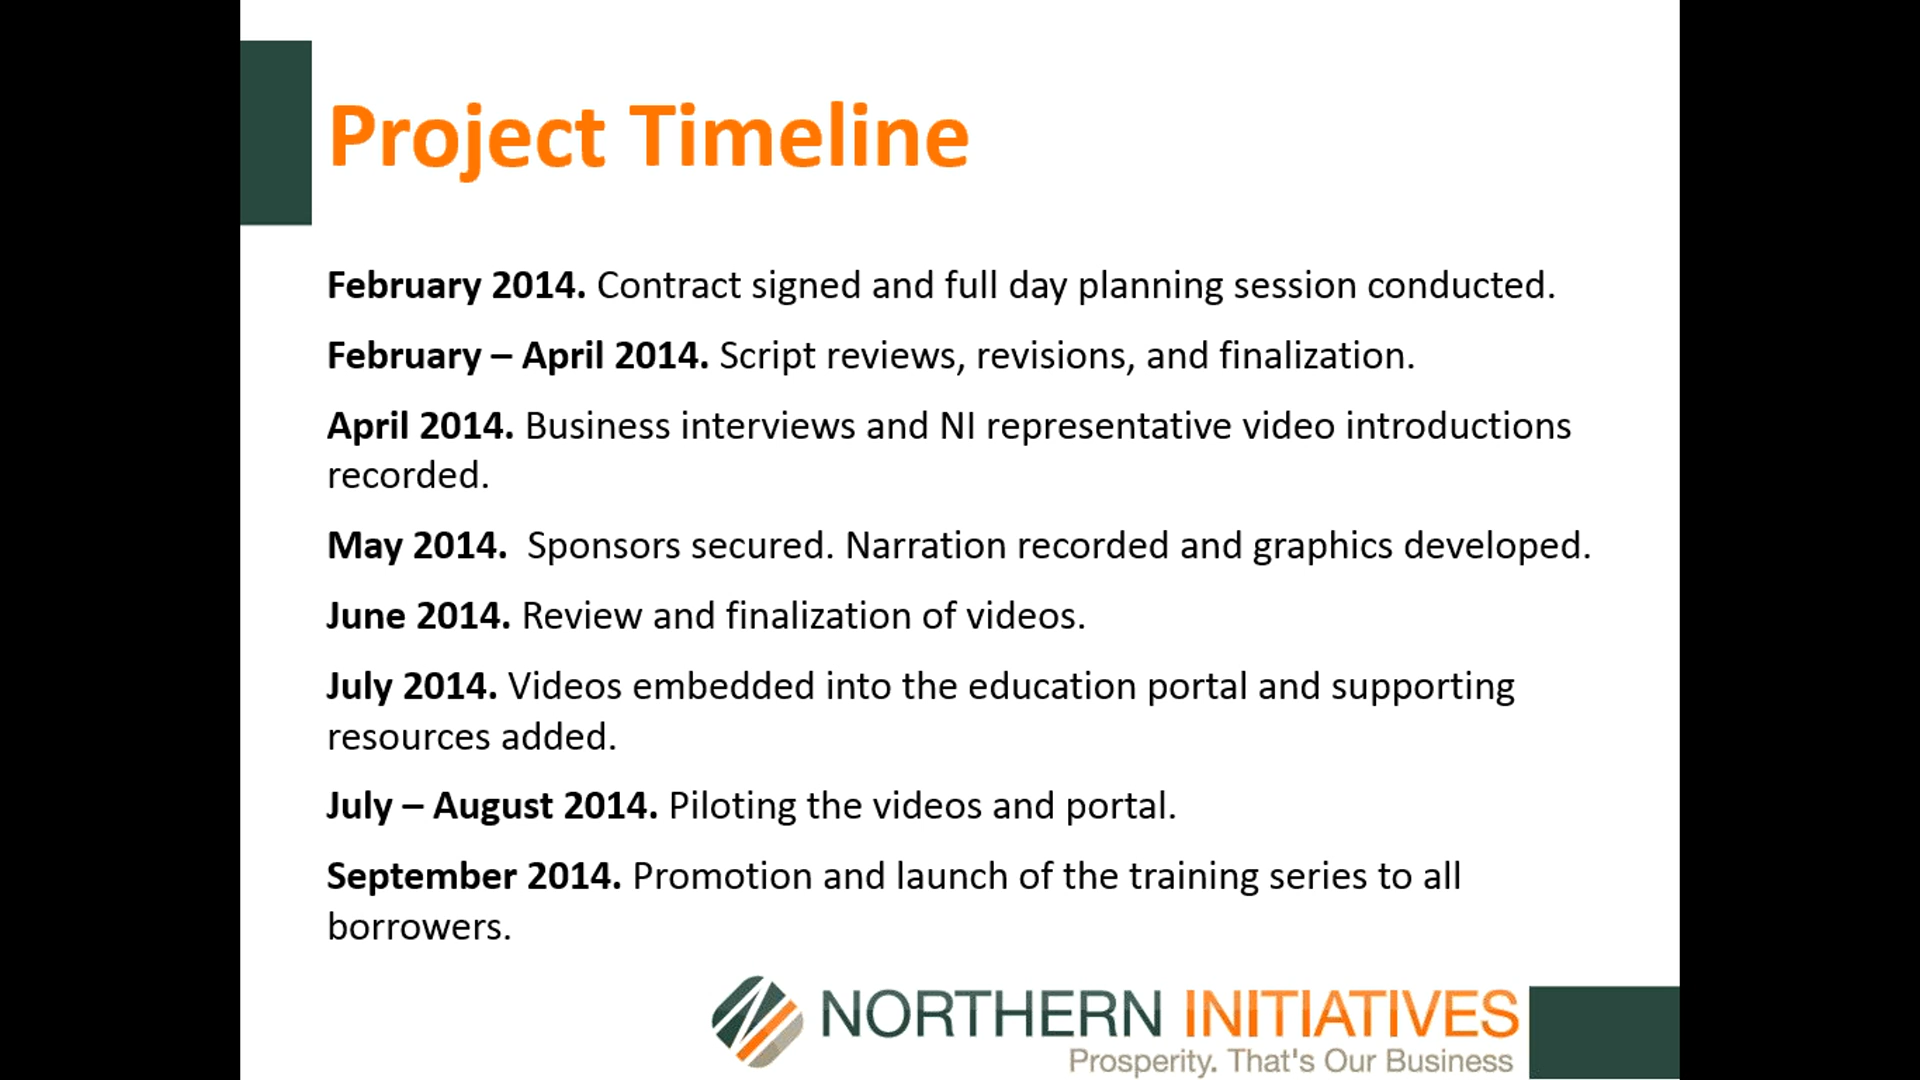 Project Timeline
February 2014. Contract signed and full day planning session conducted.
February – April 2014. Script reviews, revisions, and finalization.
April 2014. Business interviews and NI representative video introductions
recorded.
May 2014.  Sponsors secured. Narration recorded and graphics developed.
June 2014. Review and finalization of videos.
July 2014. Videos embedded into the education portal and supporting
resources added.
July – August 2014. Piloting the videos and portal.
September 2014. Promotion and launch of the training series to all
borrowers.
NORTHERN INITIATIVES
Prosperity. That's Our Business